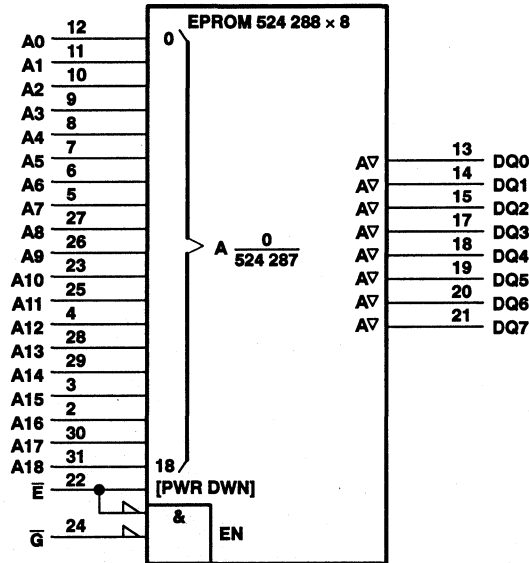 EPROM 524 288 × 8
A0 12 0
A1 11
A2 10
A3 9
A4 8
A5 7 13 A▽ DQ0
A6 6 14 A▽ DQ1
A7 5 15 A▽ DQ2
A8 27 17 A▽ DQ3
A9 26 A 0 18 A▽ DQ4
524 287
A10 23 19 A▽ DQ5
A11 25 20 A▽ DQ6
A12 4 21 A▽ DQ7
A13 28
A14 29
A15 3
A16 2
A17 30
A18 31 18
E̅ 22 [PWR DWN]
&
G̅ 24 EN